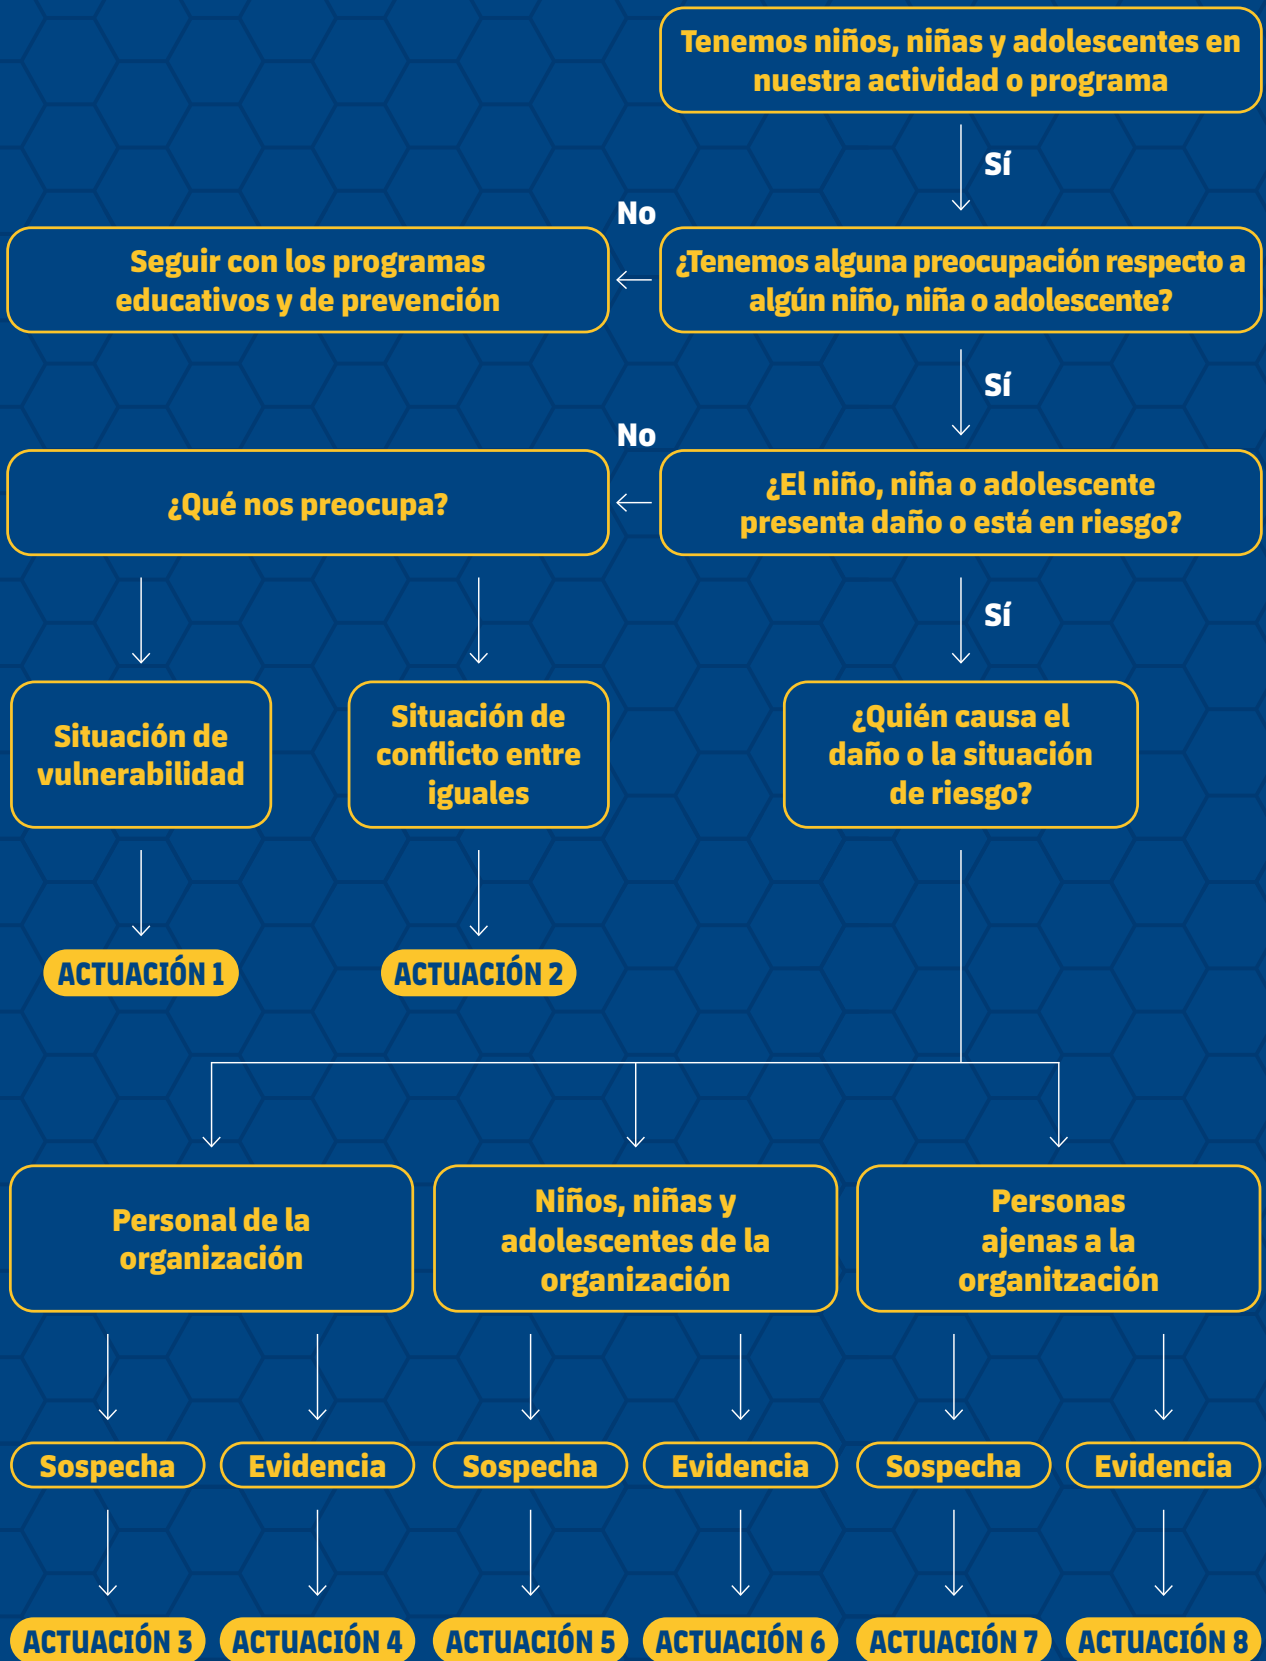 Tenemos niños, niñas y adolescentes en
nuestra actividad o programa
Sí
No
Seguir con los programas
educativos y de prevención
¿Tenemos alguna preocupación respecto a
algún niño, niña o adolescente?
Sí
No
¿Qué nos preocupa?
¿El niño, niña o adolescente
presenta daño o está en riesgo?
Sí
Situación de
vulnerabilidad
Situación de
conflicto entre
iguales
¿Quién causa el
daño o la situación
de riesgo?
ACTUACIÓN 1
ACTUACIÓN 2
Personal de la
organización
Niños, niñas y
adolescentes de la
organización
Personas
ajenas a la
organitzación
Sospecha
Evidencia
Sospecha
Evidencia
Sospecha
Evidencia
ACTUACIÓN 3
ACTUACIÓN 4
ACTUACIÓN 5
ACTUACIÓN 6
ACTUACIÓN 7
ACTUACIÓN 8